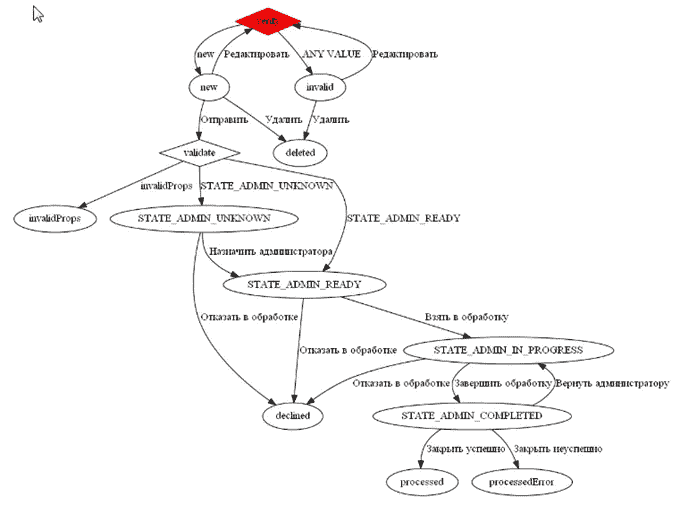 new
Редактировать
ANY VALUE
Редактировать
new
invalid
Отправить
Удалить
Удалить
validate
deleted
invalidProps
STATE_ADMIN_UNKNOWN
invalidProps
STATE_ADMIN_UNKNOWN
STATE_ADMIN_READY
Назначить администратора
STATE_ADMIN_READY
Отказать в обработке
Взять в обработку
Отказать в обработке
STATE_ADMIN_IN_PROGRESS
Отказать в обработке
Завершить обработку
Вернуть администратору
declined
STATE_ADMIN_COMPLETED
Закрыть успешно
Закрыть неуспешно
processed
processedError